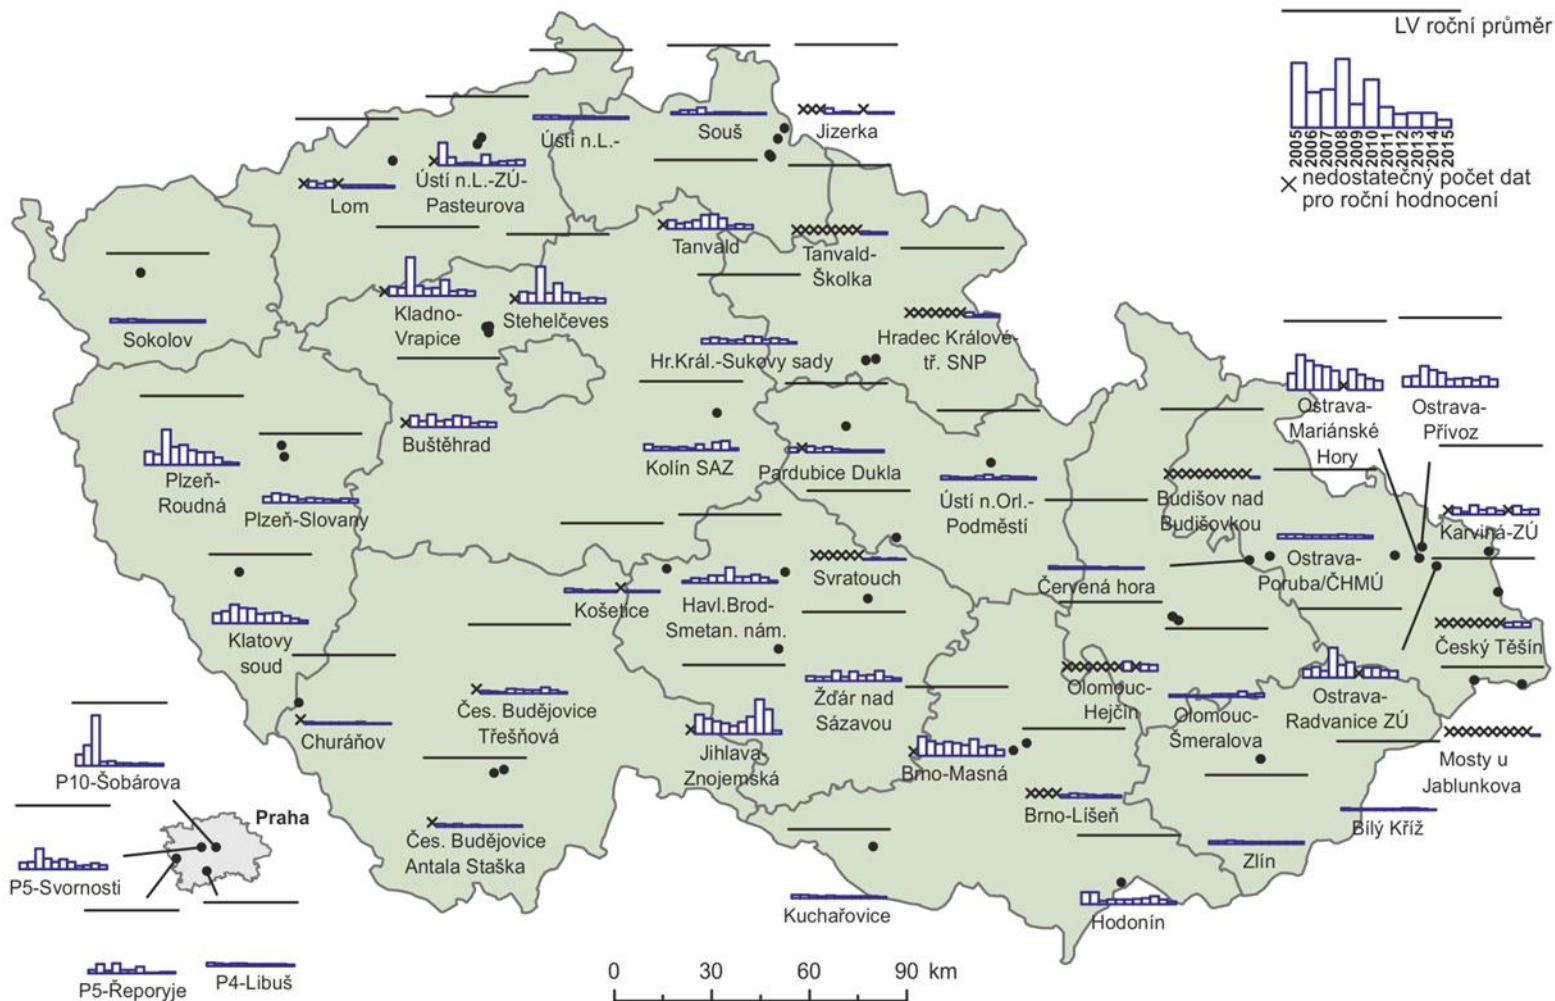 LV roční průměr
2005
2006
2007
2008
2009
2010
2011
2012
2013
2014
2015
× nedostatečný počet dat
pro roční hodnocení
Ústí n.L.-
Souš
Jizerka
Ústí n.L.-ZÚ-
Pasteurova
Lom
Tanvald
Tanvald-
Školka
Sokolov
Kladno-
Vrapice
Stehelčeves
Hr.Král.-Sukovy sady
Hradec Králové-
tř. SNP
Ostrava-
Mariánské
Hory
Ostrava-
Přívoz
Buštěhrad
Kolín SAZ
Pardubice Dukla
Plzeň-
Roudná
Plzeň-Slovany
Ústí n.Orl.-
Podměstí
Budišov nad
Budišovkou
Karviná-ZÚ
Ostrava-
Poruba/ČHMÚ
Svratouch
Červená hora
Košetice
Havl.Brod-
Smetan. nám.
Klatovy
soud
Český Těšín
Olomouc-
Hejčín
Olomouc-
Šmeralova
Ostrava-
Radvanice ZÚ
Žďár nad
Sázavou
Čes. Budějovice
Třešňová
Churáňov
Jihlava-
Znojemská
Brno-Masná
Mosty u
Jablunkova
P10-Šobárova
Praha
Brno-Líšeň
Bílý Kříž
Čes. Budějovice
Antala Staška
Zlín
P5-Svornosti
Kuchařovice
Hodonín
P5-Řeporyje
P4-Libuš
0 30 60 90 km